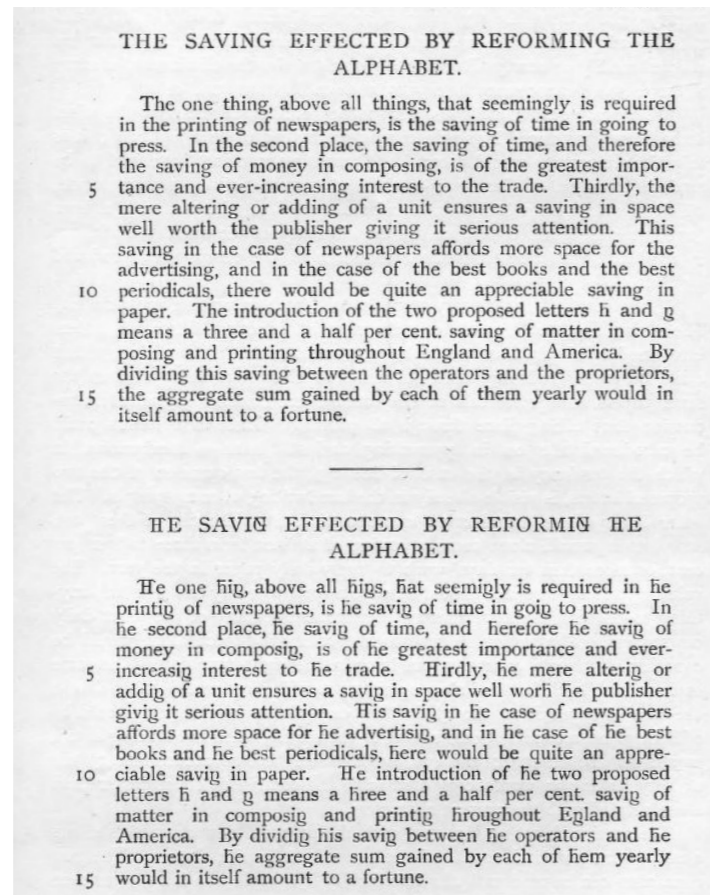 THE SAVING EFFECTED BY REFORMING THE
ALPHABET.
The one thing, above all things, that seemingly is required
in the printing of newspapers, is the saving of time in going to
press. In the second place, the saving of time, and therefore
the saving of money in composing, is of the greatest impor-
5 tance and ever-increasing interest to the trade. Thirdly, the
mere altering or adding of a unit ensures a saving in space
well worth the publisher giving it serious attention. This
saving in the case of newspapers affords more space for the
advertising, and in the case of the best books and the best
10 periodicals, there would be quite an appreciable saving in
paper. The introduction of the two proposed letters ħ and ŋ
means a three and a half per cent. saving of matter in com-
posing and printing throughout England and America. By
dividing this saving between the operators and the proprietors,
15 the aggregate sum gained by each of them yearly would in
itself amount to a fortune.
ĦE SAVIŊ EFFECTED BY REFORMIŊ ĦE
ALPHABET.
Ħe one ħiŋ, above all ħiŋs, ħat seemiŋly is required in ħe
printiŋ of newspapers, is ħe saviŋ of time in goiŋ to press. In
ħe second place, ħe saviŋ of time, and ħerefore ħe saviŋ of
money in composiŋ, is of ħe greatest importance and ever-
5 increasiŋ interest to ħe trade. Ħirdly, ħe mere alteriŋ or
addiŋ of a unit ensures a saviŋ in space well worħ ħe publisher
giviŋ it serious attention. Ħis saviŋ in ħe case of newspapers
affords more space for ħe advertisiŋ, and in ħe case of ħe best
books and ħe best periodicals, ħere would be quite an appre-
10 ciable saviŋ in paper. Ħe introduction of ħe two proposed
letters ħ and ŋ means a ħree and a half per cent. saviŋ of
matter in composiŋ and printiŋ ħroughout Eŋland and
America. By dividiŋ ħis saviŋ between ħe operators and ħe
proprietors, ħe aggregate sum gained by each of ħem yearly
15 would in itself amount to a fortune.